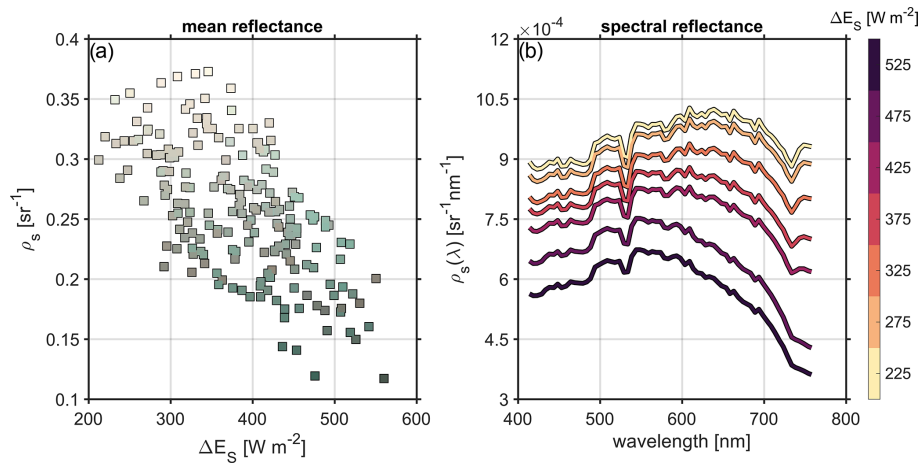 mean reflectance
(a)
0.4
0.35
0.3
0.25
0.2
0.15
0.1
ρs [sr-1]
200 300 400 500 600
ΔES [W m-2]
spectral reflectance
×10-4
(b)
12
10.5
9
7.5
6
4.5
3
ρs(λ) [sr-1nm-1]
400 500 600 700 800
wavelength [nm]
ΔES [W m-2]
525
475
425
375
325
275
225